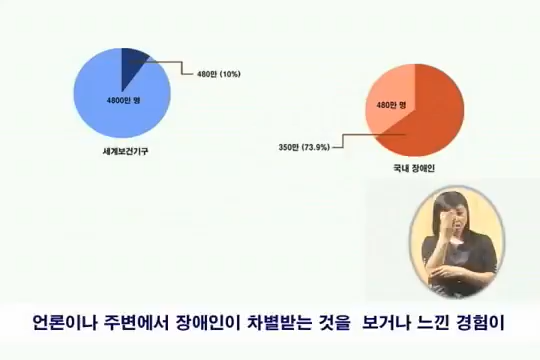 480만 (10%)
4800만 명
세계보건기구
480만 명
350만 (73.9%)
국내 장애인
언론이나 주변에서 장애인이 차별받는 것을 보거나 느낀 경험이